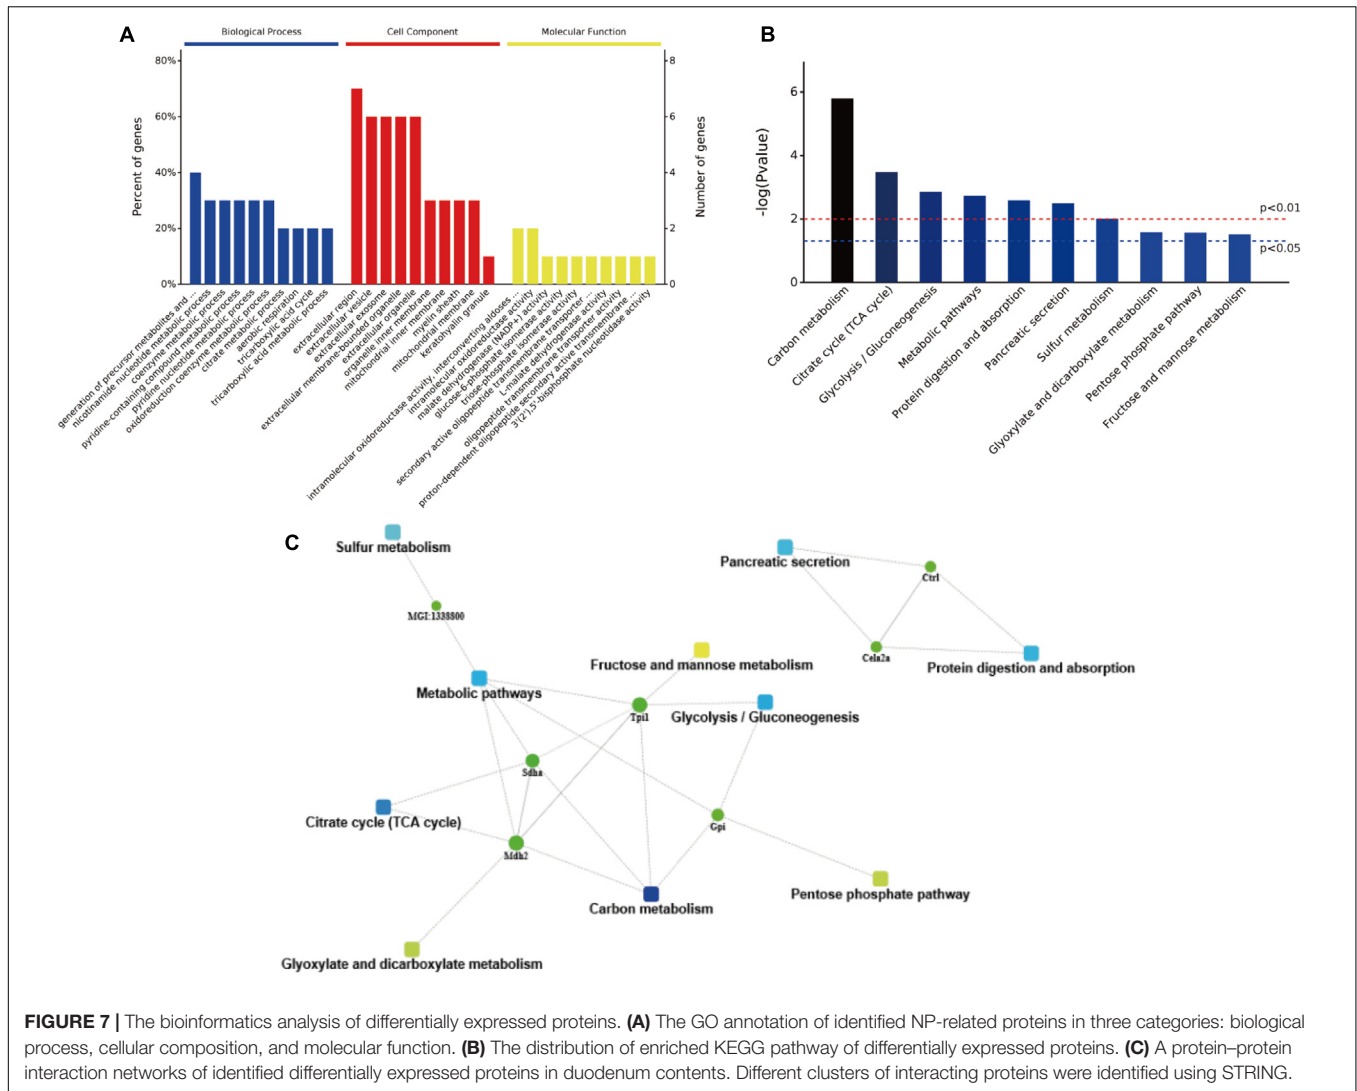 A
Biological Process
Cell Component
Molecular Function
80%
60%
40%
20%
0%
Percent of genes
8
6
4
2
0
Number of genes
generation of precursor metabolites and ...
nicotinamide nucleotide metabolic process
coenzyme metabolic process
pyridine-containing compound metabolic process
pyridine nucleotide metabolic process
oxidoreduction coenzyme metabolic process
citrate metabolic process
aerobic respiration
tricarboxylic acid cycle
tricarboxylic acid metabolic process
extracellular region
extracellular vesicle
extracellular exosome
extracellular organelle
extracellular membrane-bounded organelle
organelle inner membrane
mitochondrial inner membrane
myelin sheath
mitochondrial membrane
keratohyalin granule
intramolecular oxidoreductase activity, interconverting aldoses ...
intramolecular oxidoreductase activity
malate dehydrogenase (NADP+) activity
glucose-6-phosphate isomerase activity
triose-phosphate isomerase activity
secondary active oligopeptide transmembrane transporter ...
L-malate dehydrogenase activity
oligopeptide transmembrane transporter activity
proton-dependent oligopeptide secondary active transmembrane ...
3'(2'),5'-bisphosphate nucleotidase activity
B
6
4
2
0
-log(Pvalue)
p<0.01
p<0.05
Carbon metabolism
Citrate cycle (TCA cycle)
Glycolysis / Gluconeogenesis
Metabolic pathways
Protein digestion and absorption
Pancreatic secretion
Sulfur metabolism
Glyoxylate and dicarboxylate metabolism
Pentose phosphate pathway
Fructose and mannose metabolism
C
Sulfur metabolism
MGI:1338800
Metabolic pathways
Fructose and mannose metabolism
Tpi1
Glycolysis / Gluconeogenesis
Sdha
Citrate cycle (TCA cycle)
Mdh2
Gpi
Carbon metabolism
Pentose phosphate pathway
Glyoxylate and dicarboxylate metabolism
Pancreatic secretion
Ctrl
Cela2a
Protein digestion and absorption
FIGURE 7 | The bioinformatics analysis of differentially expressed proteins. (A) The GO annotation of identified NP-related proteins in three categories: biological
process, cellular composition, and molecular function. (B) The distribution of enriched KEGG pathway of differentially expressed proteins. (C) A protein–protein
interaction networks of identified differentially expressed proteins in duodenum contents. Different clusters of interacting proteins were identified using STRING.